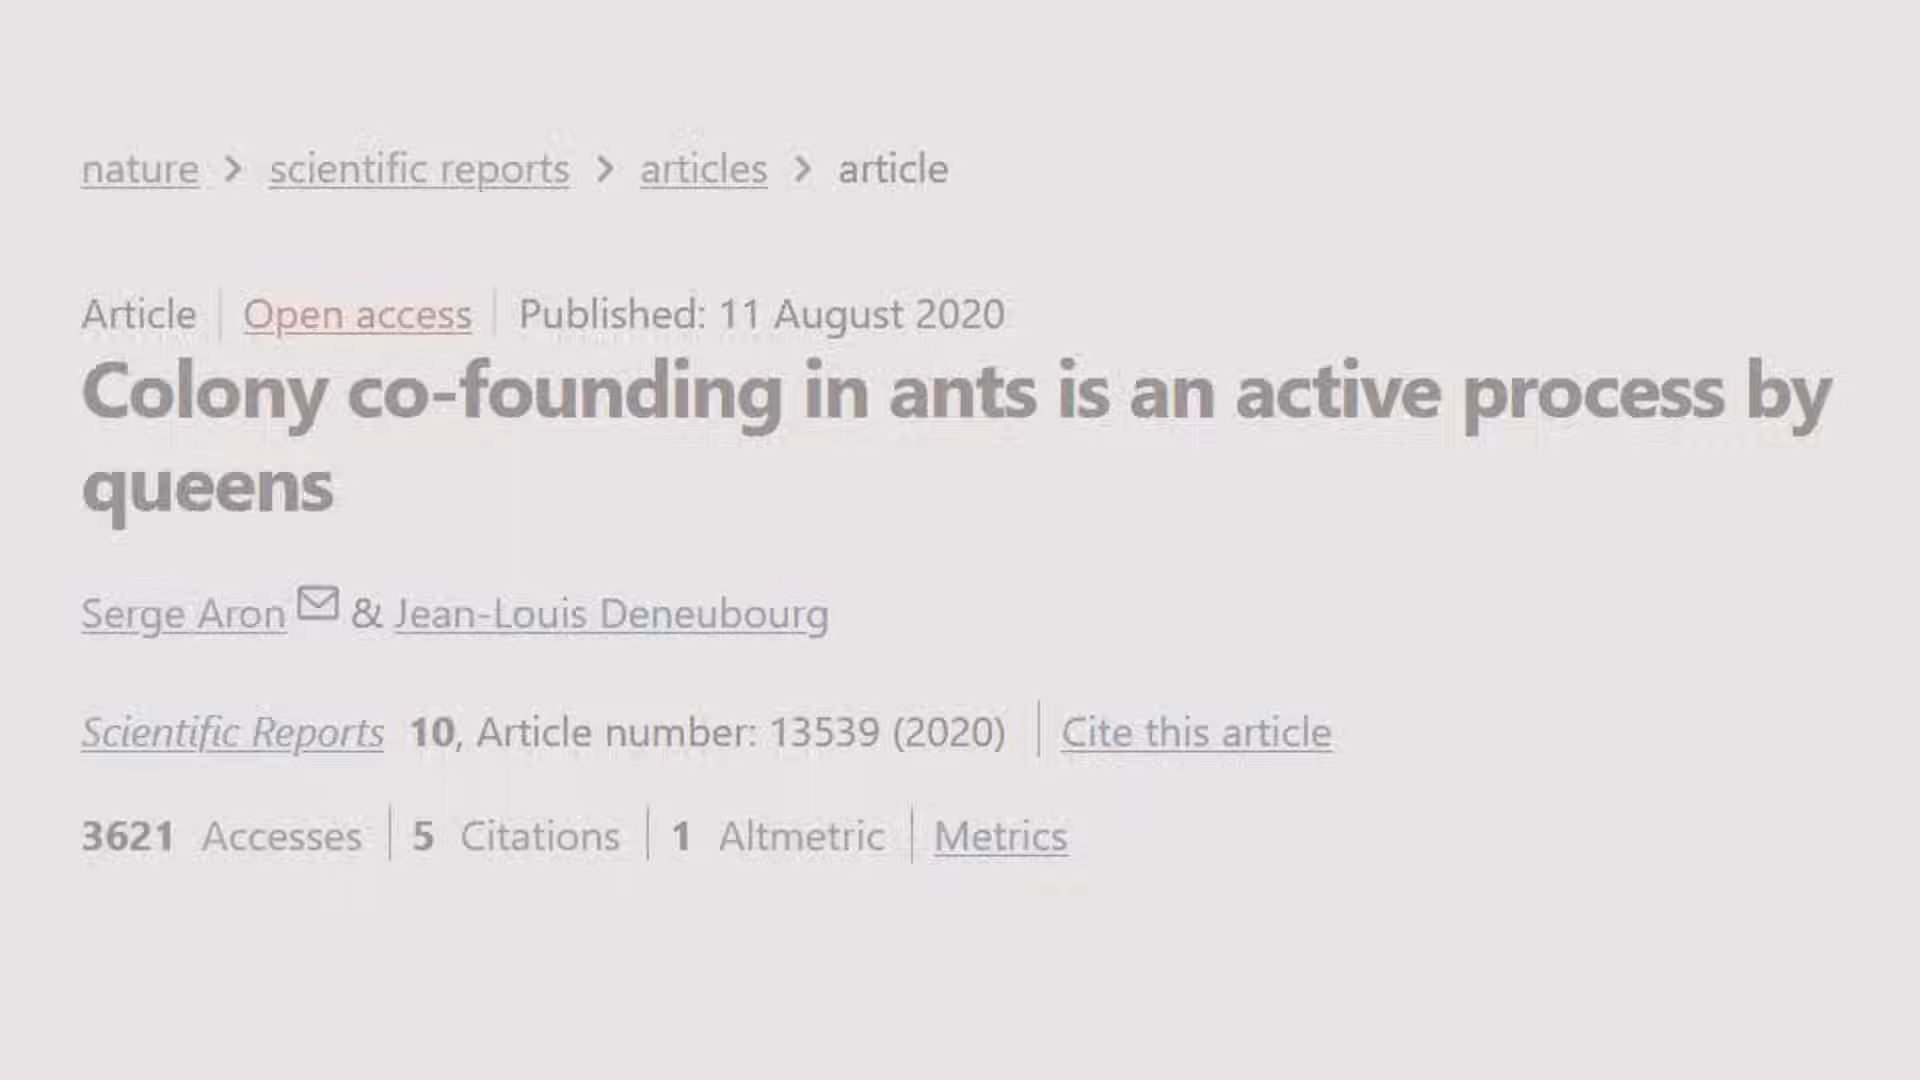 nature > scientific reports > articles > article
Article | Open access | Published: 11 August 2020
Colony co-founding in ants is an active process by
queens
Serge Aron & Jean-Louis Deneubourg
Scientific Reports 10, Article number: 13539 (2020) | Cite this article
3621 Accesses | 5 Citations | 1 Altmetric | Metrics